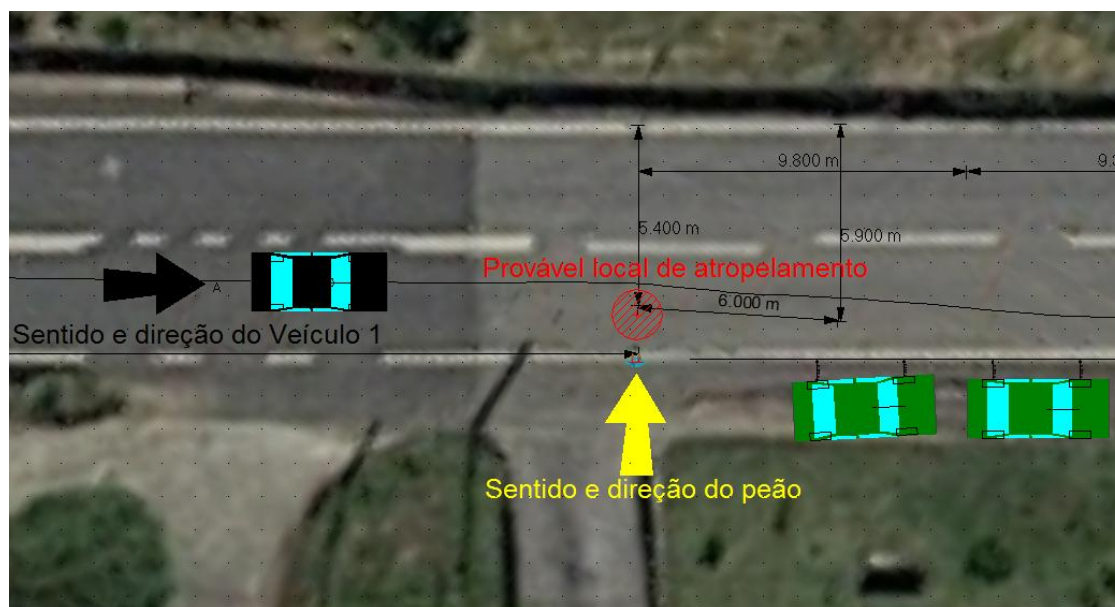 9.800 m
5.400 m
5.900 m
Provável local de atropelamento
6.000 m
A
Sentido e direção do Veículo 1
Sentido e direção do peão